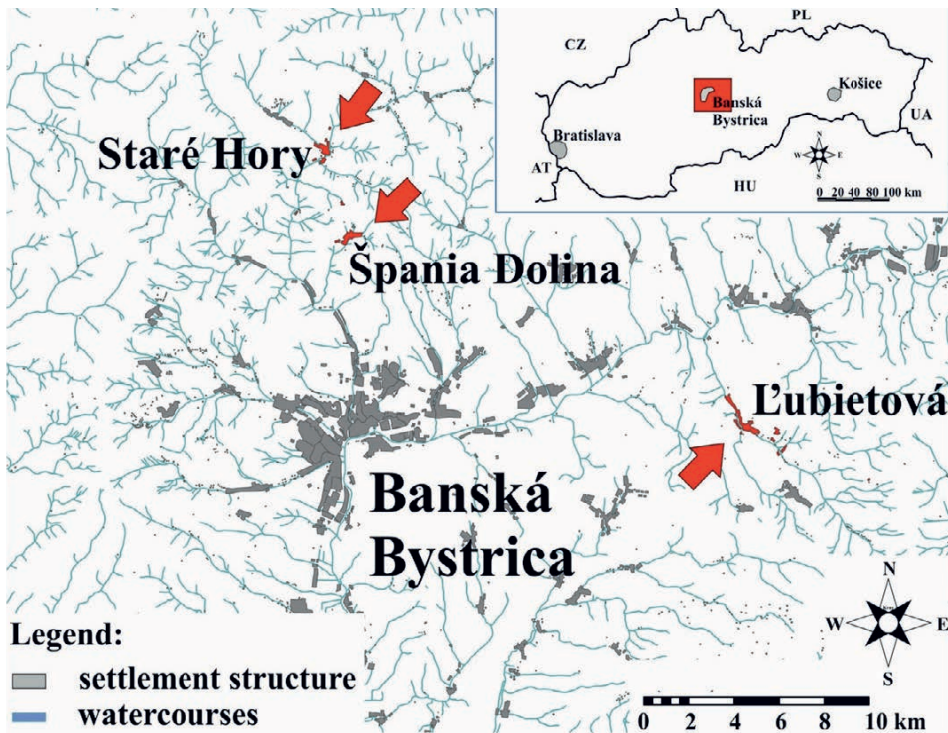 PL
CZ
Košice
Banská
Bystrica
UA
Bratislava
AT
N
W E
S
HU
0 20 40 80 100 km
Staré Hory
Špania Dolina
Ľubietová
Banská
Bystrica
N
W E
S
Legend:
settlement structure
watercourses
0 2 4 6 8 10 km